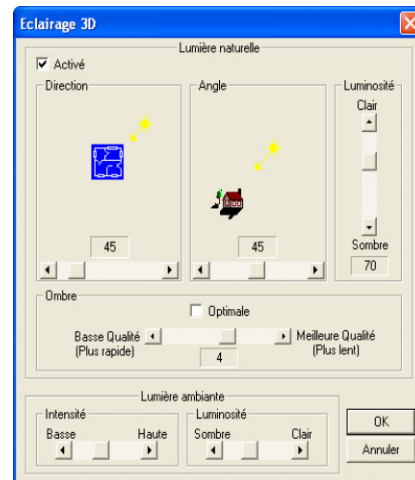 Eclairage 3D
Lumière naturelle
Activé
Direction
45
Angle
45
Luminosité
Clair
Sombre
70
Ombre
Optimale
Basse Qualité
(Plus rapide)
4
Meilleure Qualité
(Plus lent)
Lumière ambiante
Intensité
Basse
Haute
Luminosité
Sombre
Clair
OK
Annuler